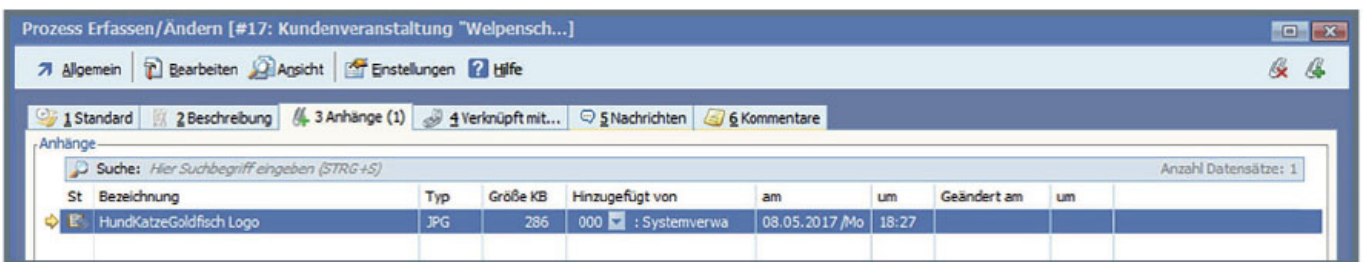 Prozess Erfassen/Ändern [#17: Kundenveranstaltung "Welpensch...]
Allgemein Bearbeiten Ansicht Einstellungen Hilfe
1 Standard 2 Beschreibung 3 Anhänge (1) 4 Verknüpft mit... 5 Nachrichten 6 Kommentare
Anhänge
Suche: Hier Suchbegriff eingeben (STRG+S) Anzahl Datensätze: 1
St Bezeichnung Typ Größe KB Hinzugefügt von am um Geändert am um
HundKatzeGoldfisch Logo JPG 286 000 : Systemverwa 08.05.2017 /Mo 18:27